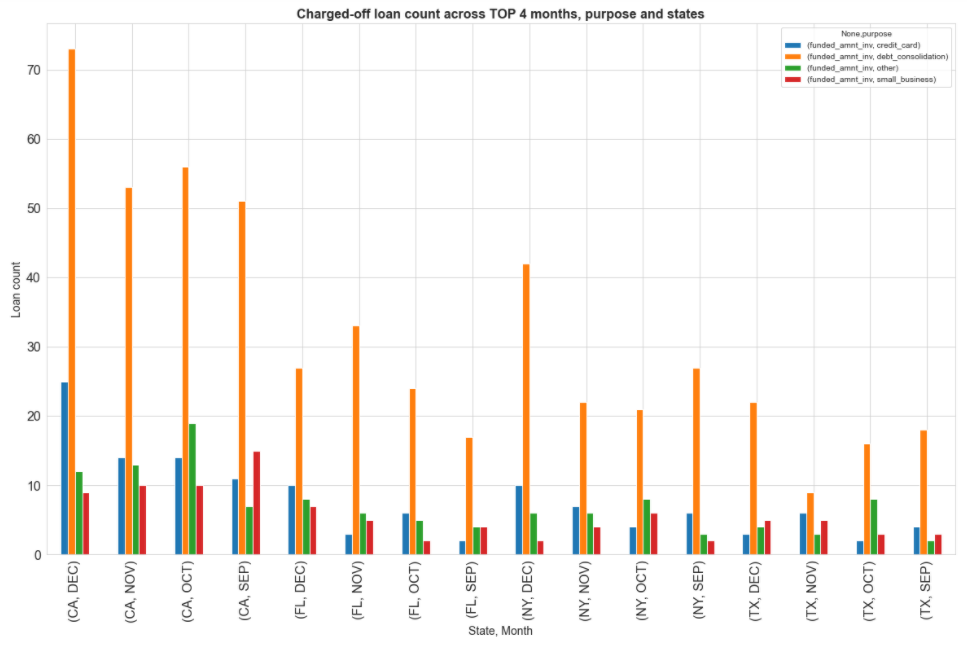 Charged-off loan count across TOP 4 months, purpose and states
None,purpose
(funded_amnt_inv, credit_card)
(funded_amnt_inv, debt_consolidation)
(funded_amnt_inv, other)
(funded_amnt_inv, small_business)
Loan count
70
60
50
40
30
20
10
0
(CA, DEC)
(CA, NOV)
(CA, OCT)
(CA, SEP)
(FL, DEC)
(FL, NOV)
(FL, OCT)
(FL, SEP)
(NY, DEC)
(NY, NOV)
(NY, OCT)
(NY, SEP)
(TX, DEC)
(TX, NOV)
(TX, OCT)
(TX, SEP)
State, Month